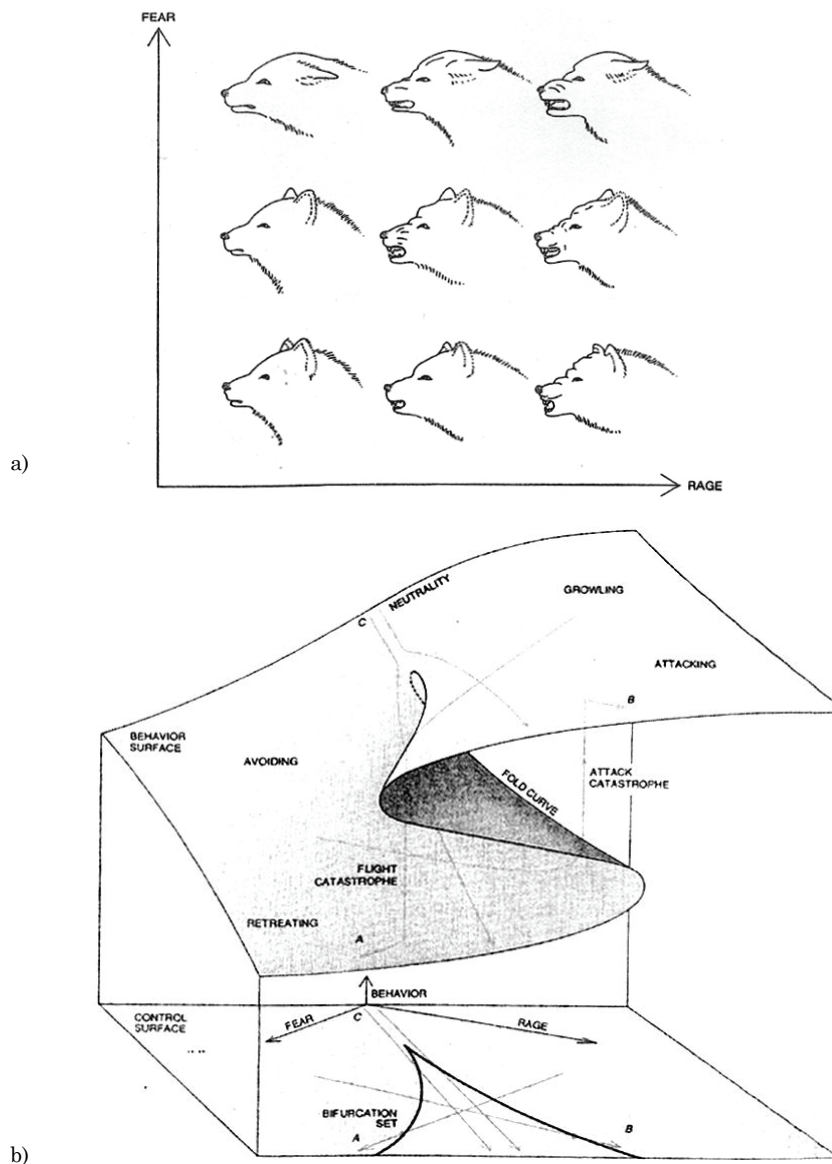 FEAR
a)
RAGE
NEUTRALITY
C
GROWLING
ATTACKING
B
BEHAVIOR
SURFACE
AVOIDING
ATTACK
CATASTROPHE
FOLD CURVE
FLIGHT
CATASTROPHE
RETREATING
A
BEHAVIOR
CONTROL
SURFACE
FEAR
C
RAGE
BIFURCATION
SET
A
B
b)